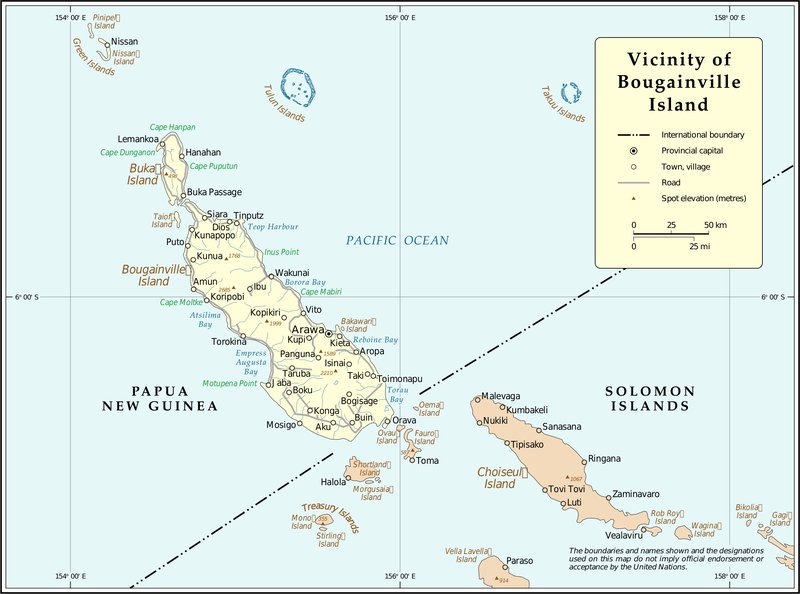 154° 00' E
156° 00' E
158° 00' E
Pinipel
Island
Nissan
Nissan
Island
Green Islands
Tulun Islands
Takuu Islands
Vicinity of
Bougainville
Island
International boundary
Provincial capital
Town, village
Road
Spot elevation (metres)
0 25 50 km
0 25 mi
Cape Hanpan
Lemankoa
Cape Dunganon
Hanahan
Cape Puputun
Buka
Island
498
Buka Passage
Taiof
Island
Siara
Tinputz
Dios
Teop Harbour
Kunapopo
Puto
PACIFIC OCEAN
Inus Point
Kunua
1768
Bougainville
Island
Wakunai
Amun
2685
Ibu
Borora Bay
Cape Mabiri
6° 00' S
6° 00' S
Koripobi
Cape Moltke
Atsilima
Bay
Kopikiri
Vito
1999
Bakawari
Island
Arawa
Torokina
Kupi
Kieta
Reboine Bay
Empress
Augusta
Bay
Panguna
1589
Aropa
Isinai
2210
Taruba
Taki
Toimonapu
Motupena Point
Jaba
Boku
Torau
Bay
PAPUA
NEW GUINEA
SOLOMON
ISLANDS
Bogisage
Konga
Oema
Island
Malevaga
Kumbakeli
Mosigo
Aku
Buin
Orava
Nukiki
Sanasana
Ovau
Island
Fauro
Island
587
Toma
Tipisako
Ringana
Shortland
Island
Choiseul
Island
1067
Halola
Morgusaia
Island
Tovi Tovi
Zaminavaro
Luti
Treasury Islands
Mono
Island
355
Stirling
Island
Rob Roy
Island
Vealaviru
Wagina
Island
Bikolia
Island
Gagi
Island
Vella Lavella
Island
Paraso
914
The boundaries and names shown and the designations
used on this map do not imply official endorsement or
acceptance by the United Nations.
154° 00' E
156° 00' E
158° 00' E